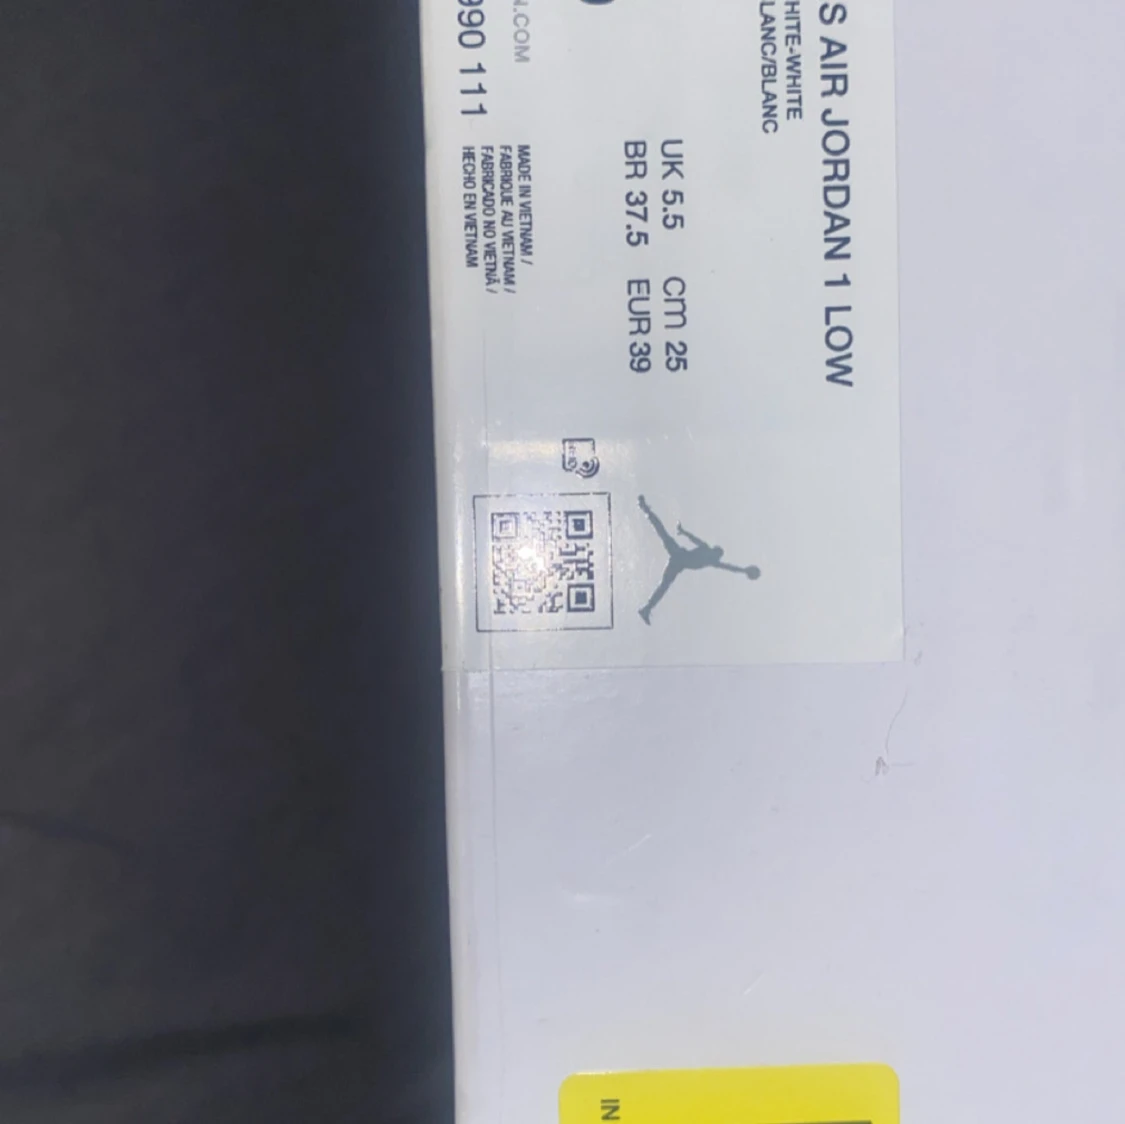 S AIR JORDAN 1 LOW
HITE-WHITE
LANC/BLANC
UK 5.5 cm 25
BR 37.5 EUR 39
N.COM
990 111
MADE IN VIETNAM /
FABRIQUE AU VIETNAM /
FABRICADO NO VIETNÃ /
HECHO EN VIETNAM
IN